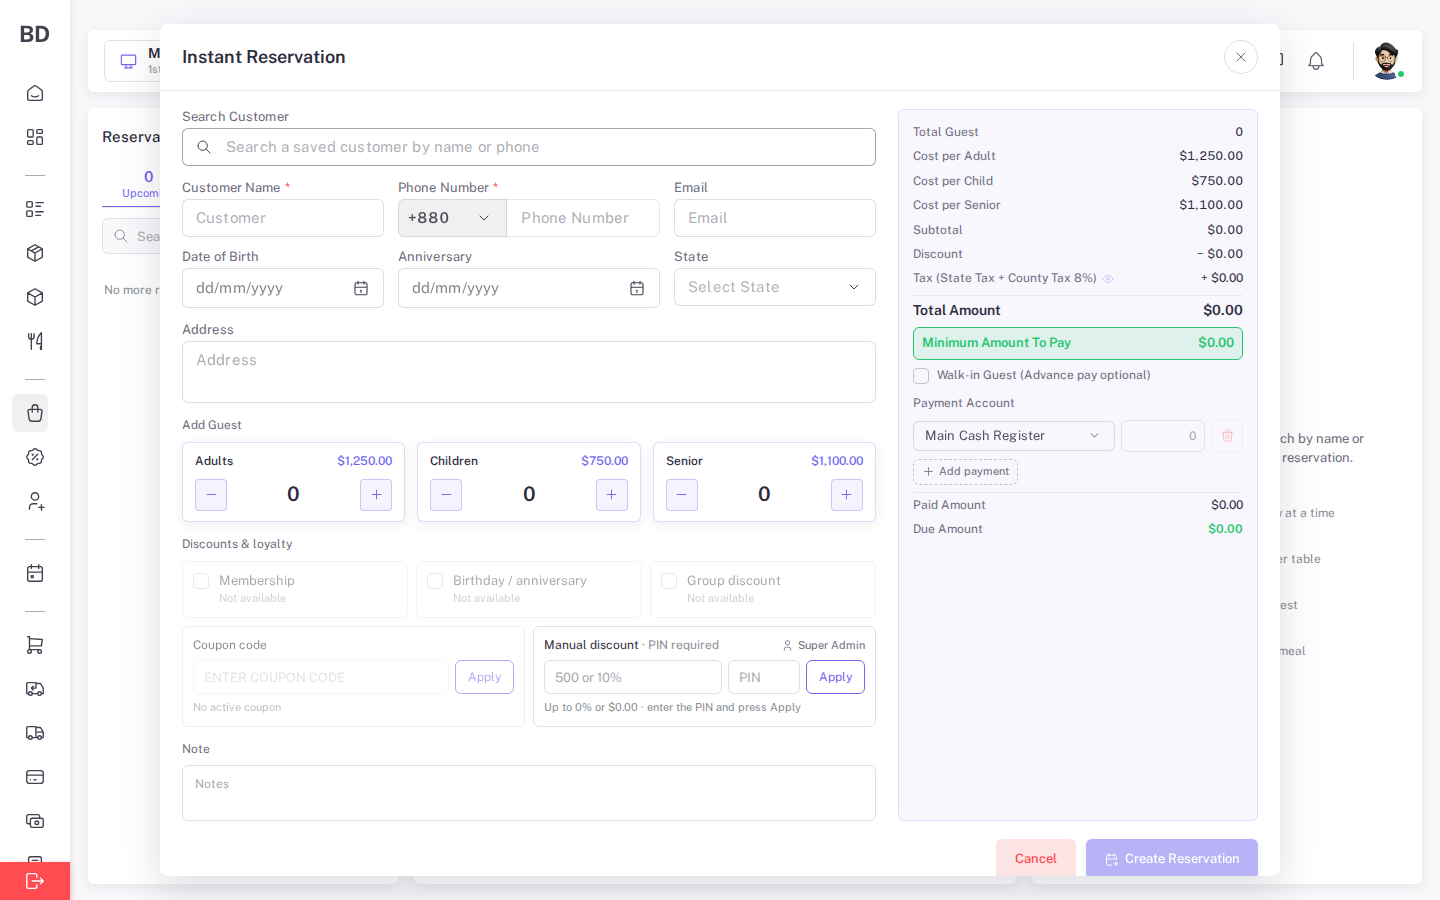 BD
M
1st
Instant Reservation
Reserva
0
Upcom
Sea
No more r
Search Customer
Search a saved customer by name or phone
Customer Name *
Phone Number *
Email
Customer
+880
Phone Number
Email
Date of Birth
Anniversary
State
dd/mm/yyyy
dd/mm/yyyy
Select State
Address
Address
Add Guest
Adults
$1,250.00
Children
$750.00
Senior
$1,100.00
0
0
0
Discounts & loyalty
Membership
Not available
Birthday / anniversary
Not available
Group discount
Not available
Coupon code
ENTER COUPON CODE
Apply
No active coupon
Manual discount · PIN required
Super Admin
500 or 10%
PIN
Apply
Up to 0% or $0.00 · enter the PIN and press Apply
Note
Notes
Total Guest
0
Cost per Adult
$1,250.00
Cost per Child
$750.00
Cost per Senior
$1,100.00
Subtotal
$0.00
Discount
− $0.00
Tax (State Tax + County Tax 8%)
+ $0.00
Total Amount
$0.00
Minimum Amount To Pay
$0.00
Walk-in Guest (Advance pay optional)
Payment Account
Main Cash Register
0
Add payment
Paid Amount
$0.00
Due Amount
$0.00
Cancel
Create Reservation
ch by name or
reservation.
at a time
er table
est
meal